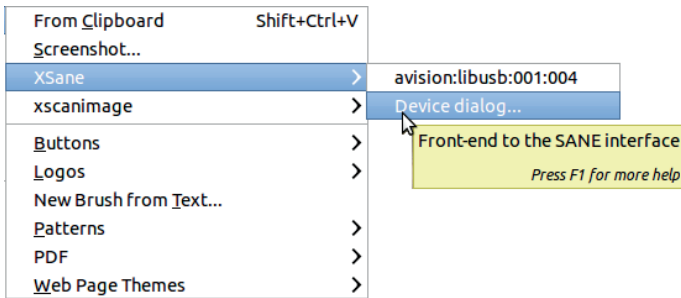 From Clipboard Shift+Ctrl+V
Screenshot...
XSane
avision:libusb:001:004
xscanimage
Device dialog...
Front-end to the SANE interface
Press F1 for more help
Buttons
Logos
New Brush from Text...
Patterns
PDF
Web Page Themes